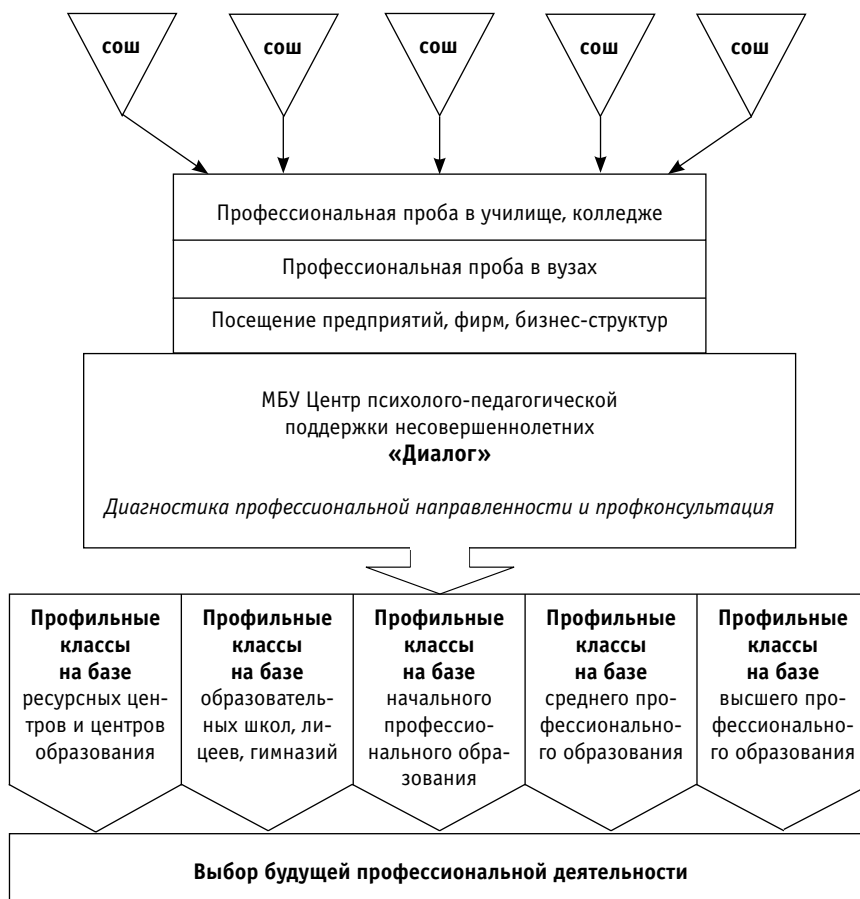 сош сош сош сош сош
Профессиональная проба в училище, колледже
Профессиональная проба в вузах
Посещение предприятий, фирм, бизнес-структур
МБУ Центр психолого-педагогической
поддержки несовершеннолетних
«Диалог»
Диагностика профессиональной направленности и профконсультация
Профильные
классы
на базе
ресурсных цен-
тров и центров
образования
Профильные
классы
на базе
образователь-
ных школ, ли-
цеев, гимназий
Профильные
классы
на базе
начального
профессио-
нального обра-
зования
Профильные
классы
на базе
среднего про-
фессионально-
го образования
Профильные
классы
на базе
высшего про-
фессионально-
го образования
Выбор будущей профессиональной деятельности